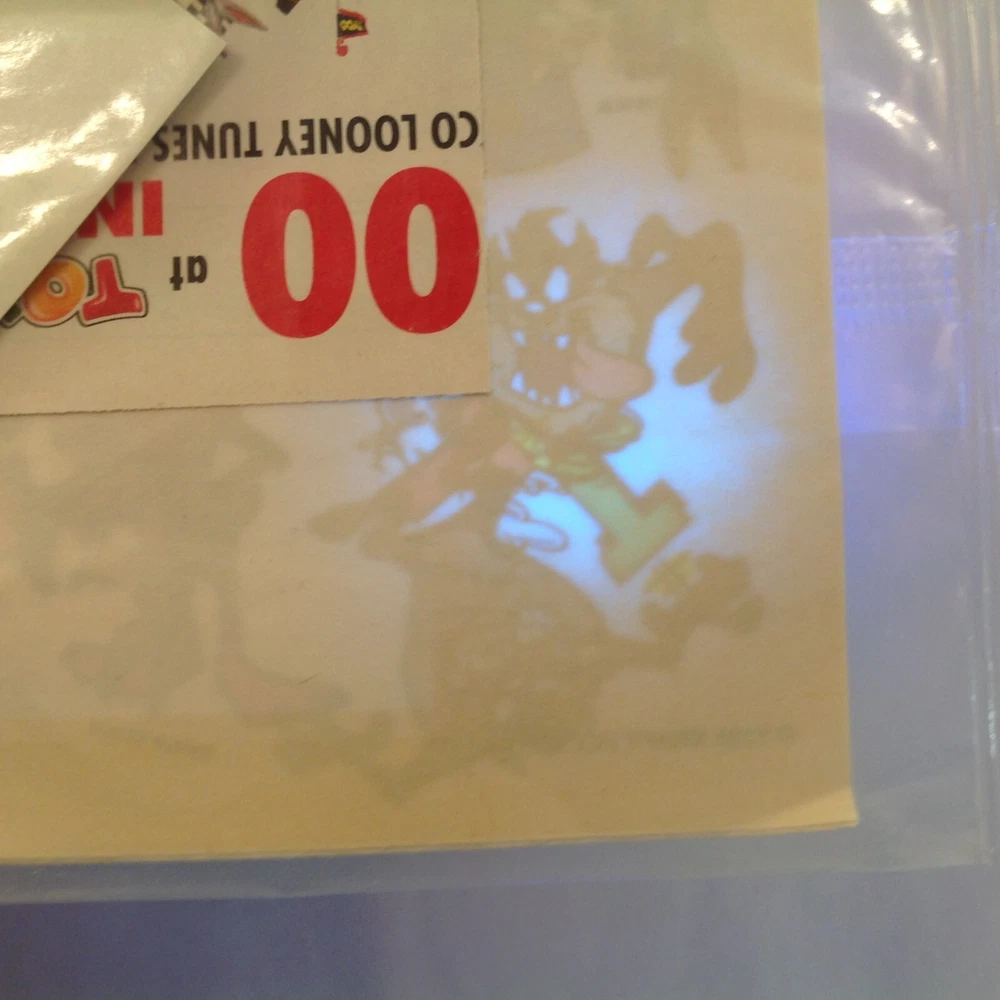 00 at TO
IN
CO LOONEY TUNES